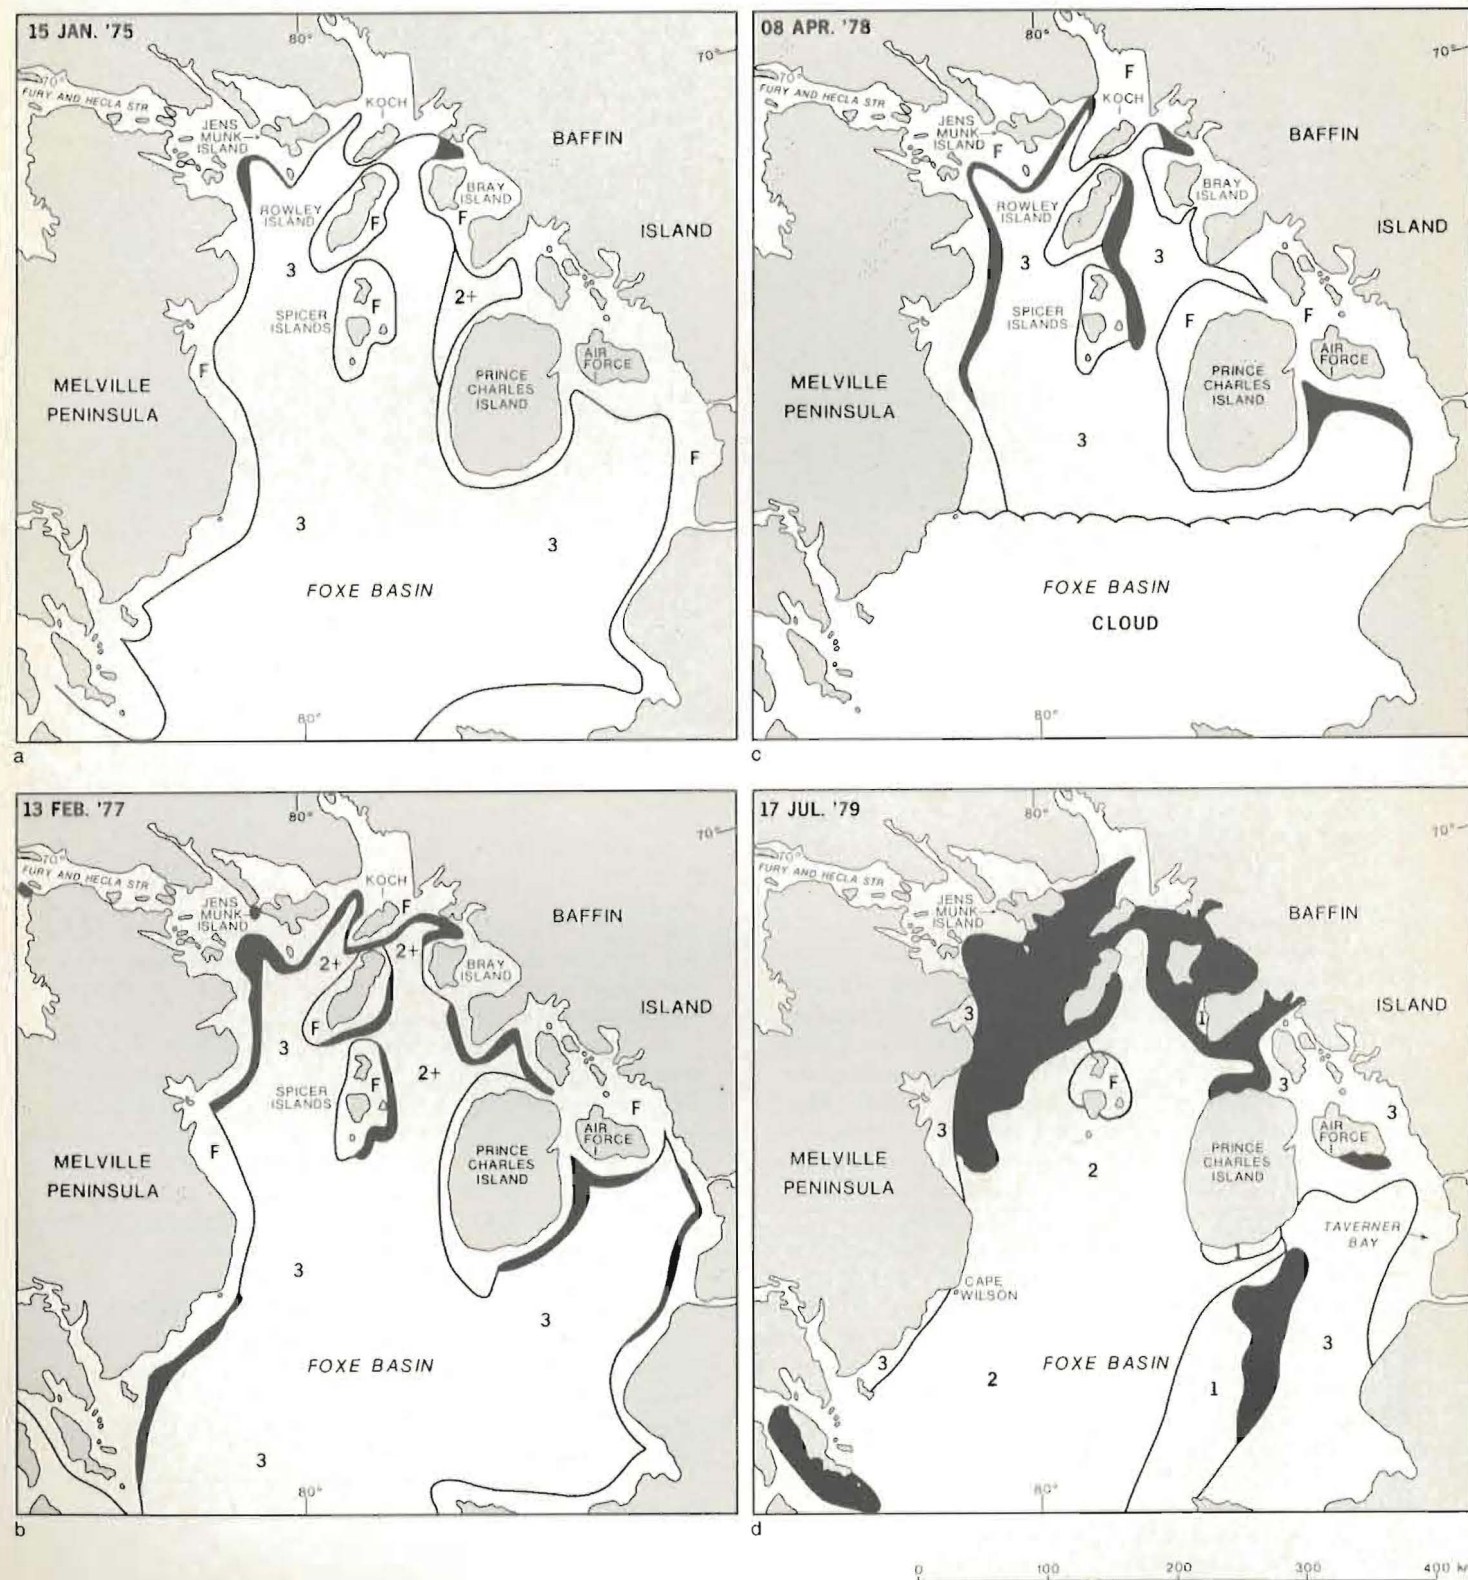 15 JAN. '75
80°
70°
70°
FURY AND HECLA STR
KOCH
JENS
MUNK
ISLAND
BAFFIN
BRAY
ISLAND
F
ROWLEY
ISLAND
F
ISLAND
3
2+
SPICER
ISLANDS
F
AIR
FORCE
F
PRINCE
CHARLES
ISLAND
MELVILLE
PENINSULA
F
3
3
FOXE BASIN
80°
a
08 APR. '78
80°
70°
F
70°
FURY AND HECLA STR
KOCH
JENS
MUNK
ISLAND
F
BAFFIN
BRAY
ISLAND
ROWLEY
ISLAND
ISLAND
3
3
SPICER
ISLANDS
F
F
AIR
FORCE
PRINCE
CHARLES
ISLAND
MELVILLE
PENINSULA
3
FOXE BASIN
CLOUD
80°
c
13 FEB. '77
80°
70°
70°
FURY AND HECLA STR
KOCH
F
JENS
MUNK
ISLAND
BAFFIN
2+
2+
BRAY
ISLAND
ISLAND
F
3
2+
SPICER
ISLANDS
F
F
AIR
FORCE
F
PRINCE
CHARLES
ISLAND
MELVILLE
PENINSULA
3
3
FOXE BASIN
3
80°
b
17 JUL. '79
80°
70°
70°
FURY AND HECLA STR
JENS
MUNK
ISLAND
BAFFIN
ISLAND
3
1
F
3
3
3
AIR
FORCE
PRINCE
CHARLES
ISLAND
MELVILLE
PENINSULA
2
TAVERNER
BAY
1
CAPE
WILSON
3
3
FOXE BASIN
2
1
80°
d
0 100 200 300 400